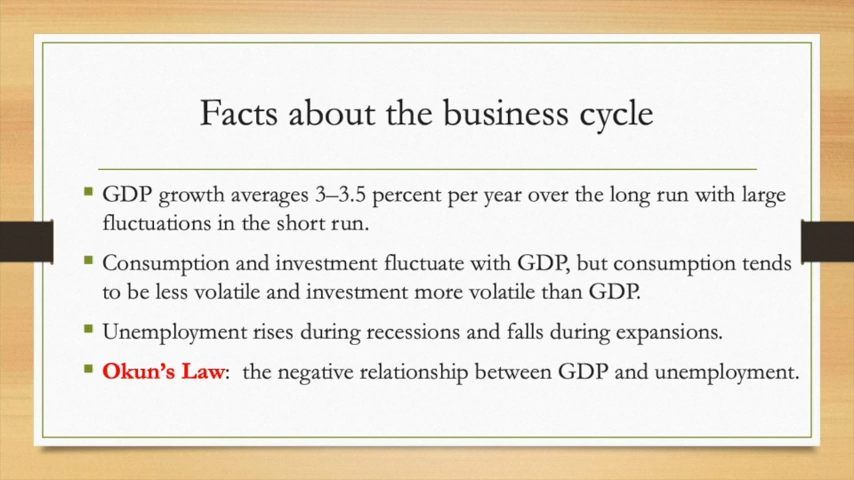 Facts about the business cycle
GDP growth averages 3–3.5 percent per year over the long run with large
fluctuations in the short run.
Consumption and investment fluctuate with GDP, but consumption tends
to be less volatile and investment more volatile than GDP.
Unemployment rises during recessions and falls during expansions.
Okun’s Law:  the negative relationship between GDP and unemployment.